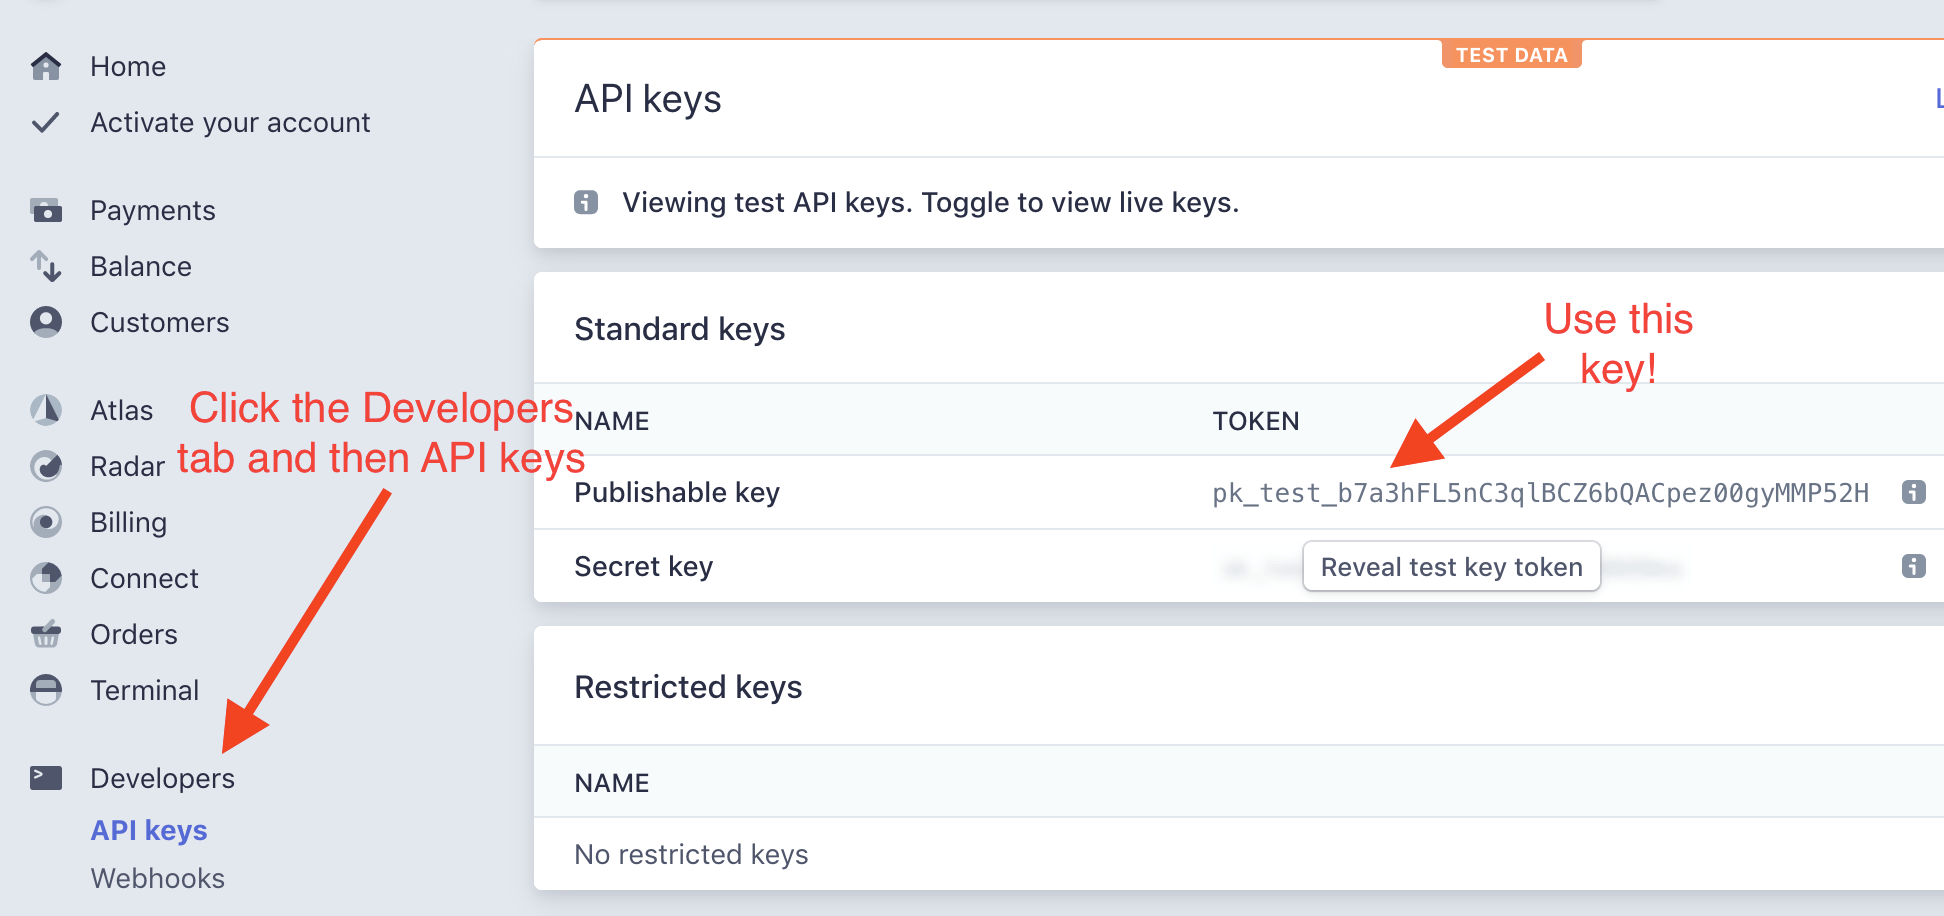 Home
Activate your account
Payments
Balance
Customers
Atlas
Radar
Billing
Connect
Orders
Terminal
Developers
API keys
Webhooks
Click the Developers
tab and then API keys
TEST DATA
API keys
Viewing test API keys. Toggle to view live keys.
Standard keys
Use this
key!
NAME TOKEN
Publishable key pk_test_b7a3hFL5nC3qlBCZ6bQACpez00gyMMP52H
Secret key Reveal test key token
Restricted keys
NAME
No restricted keys